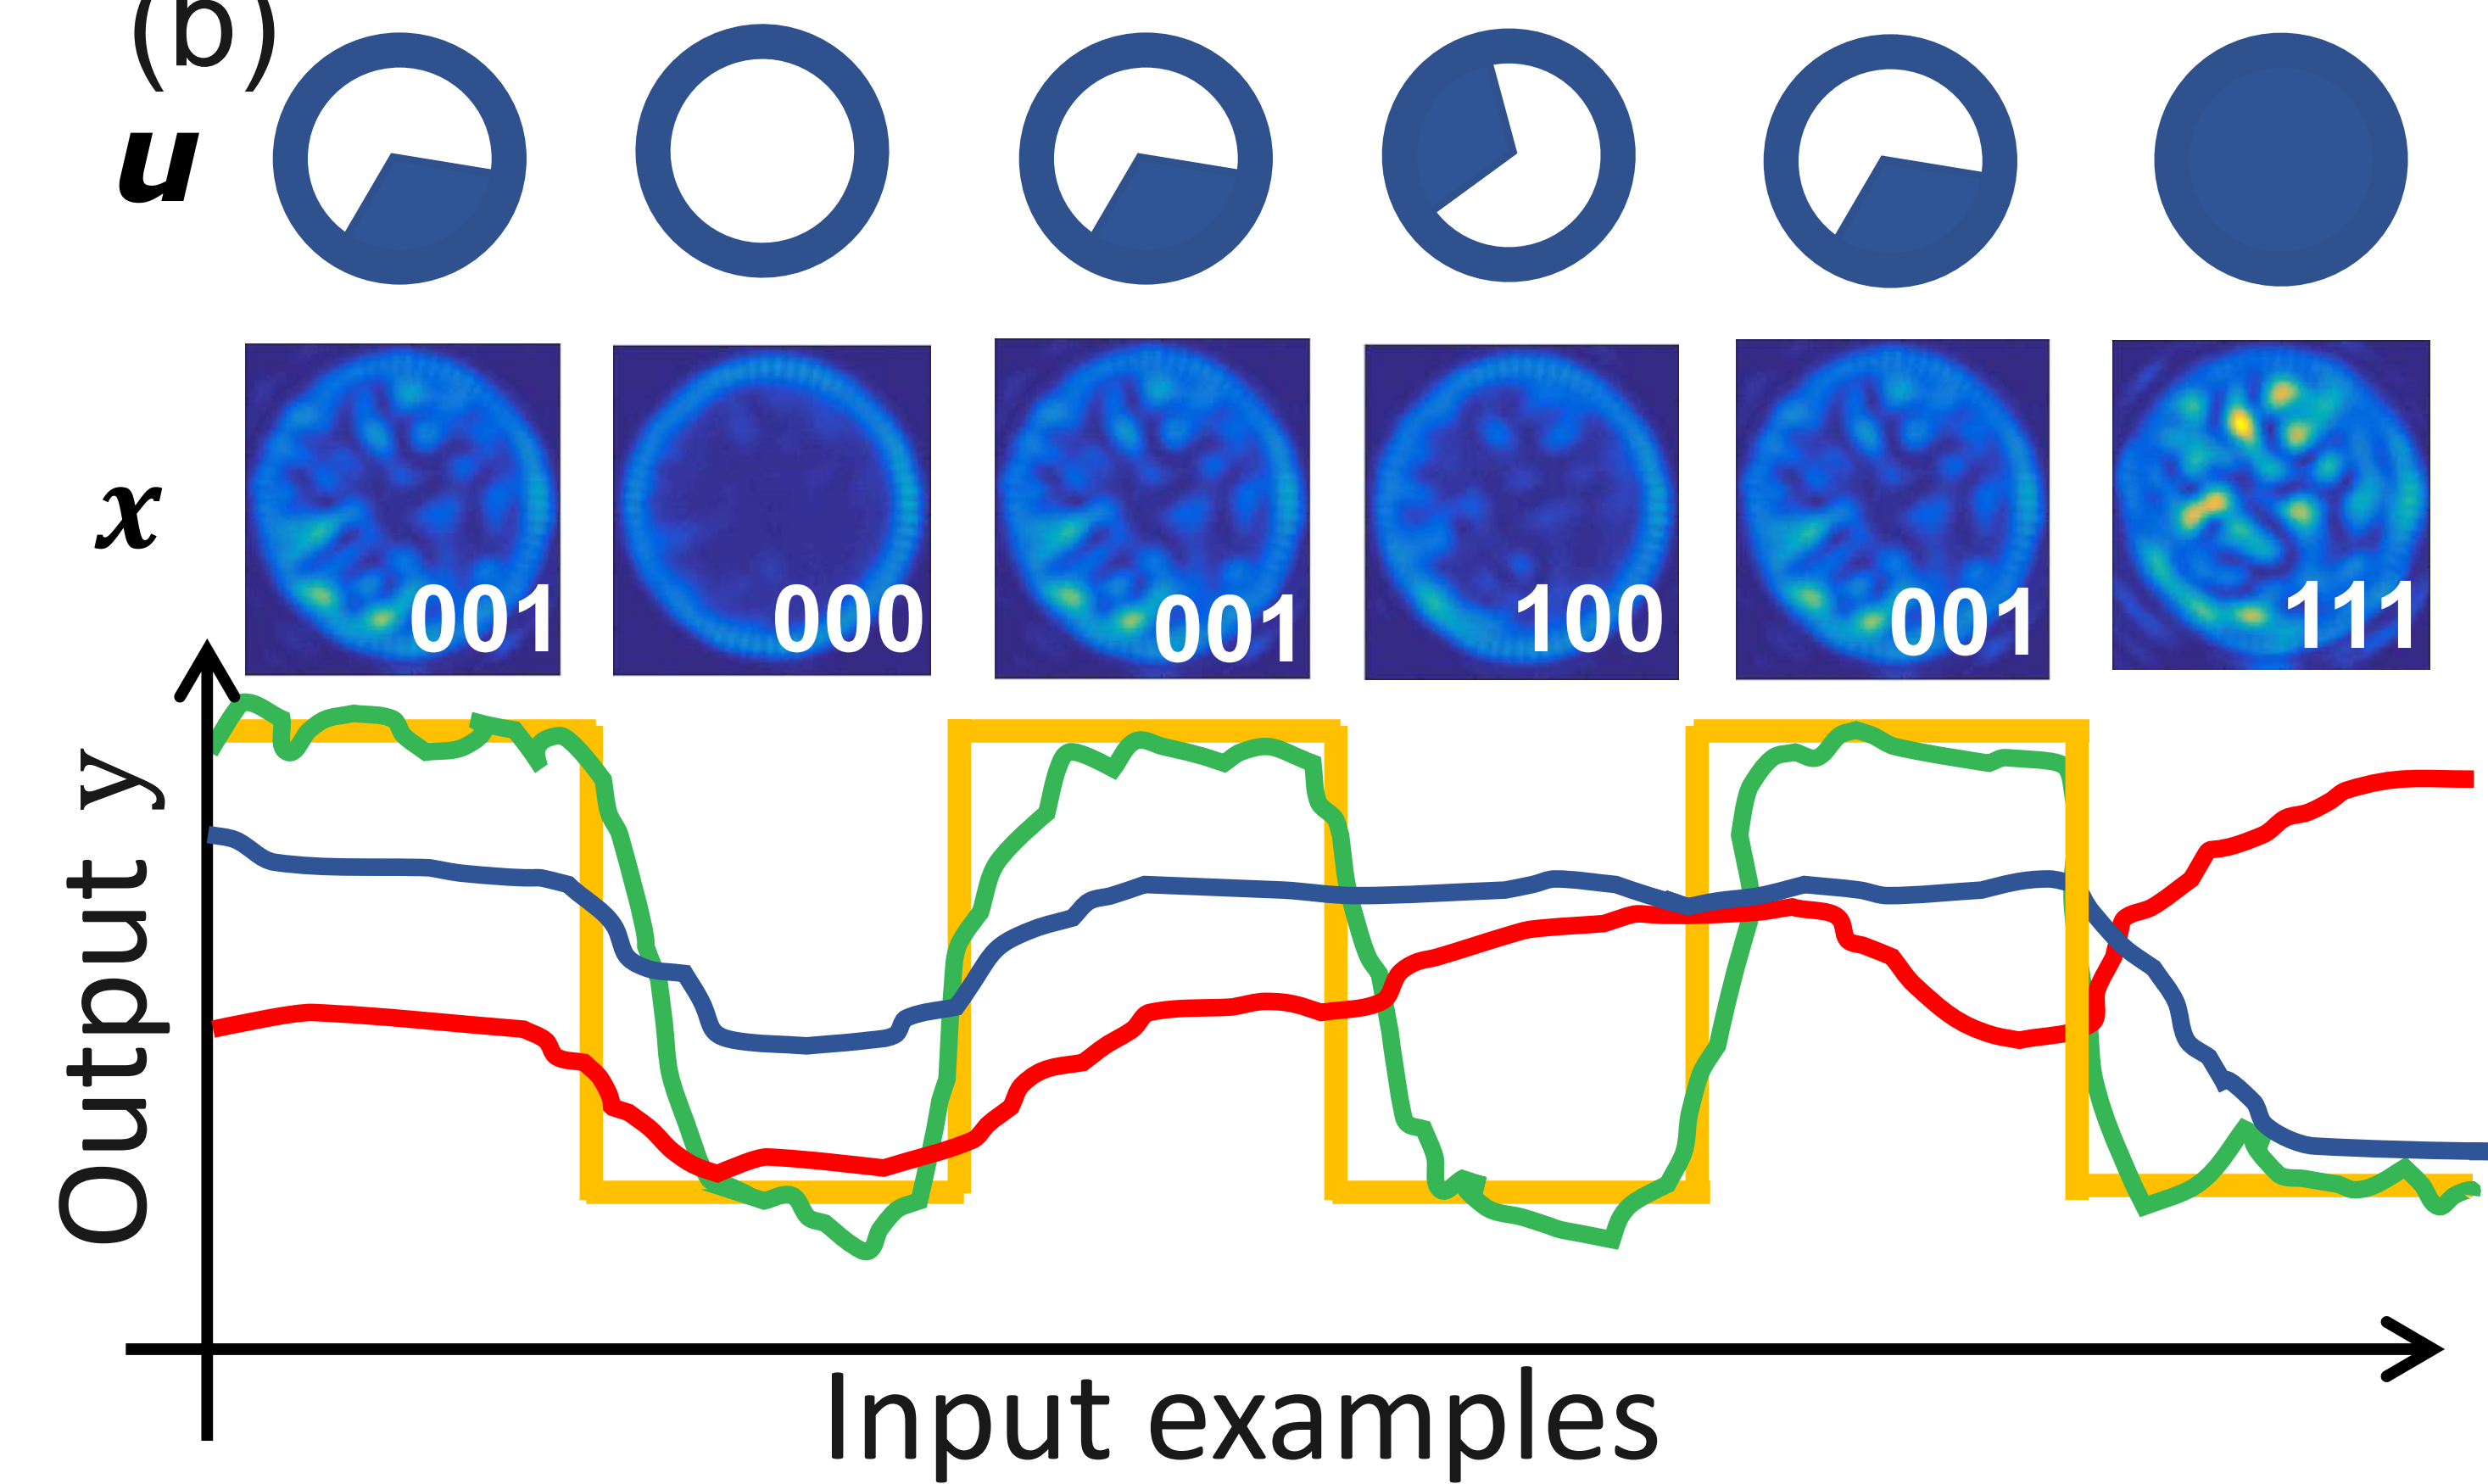 (b)
u
x
001 000 001 100 001 111
Output y
Input examples